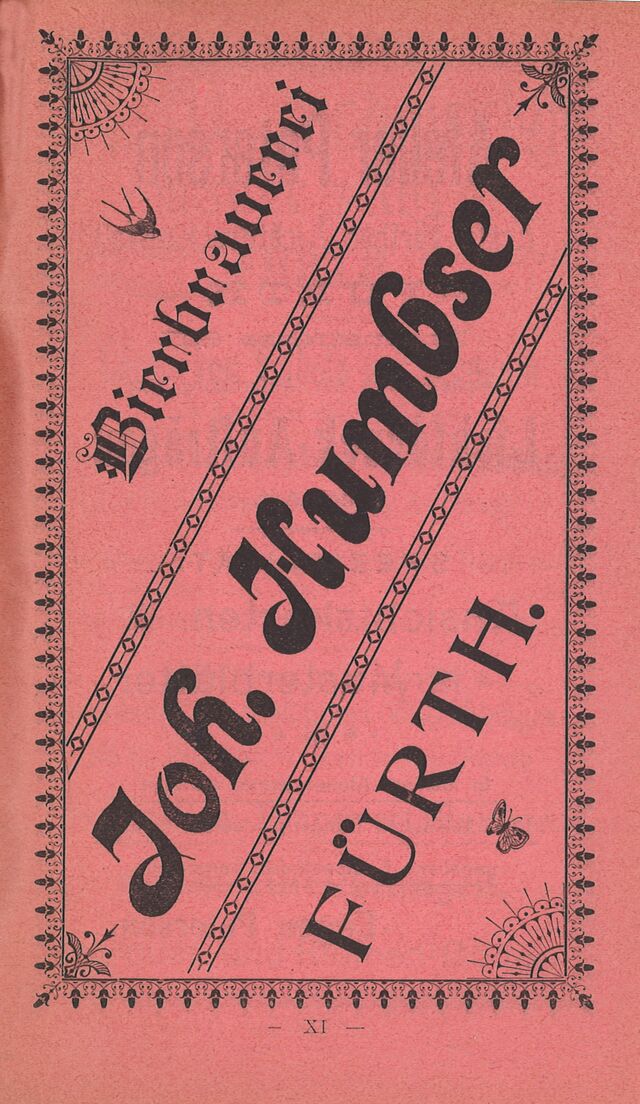 Bierbrauerei
Joh. Humbser
FÜRTH.
— XI —